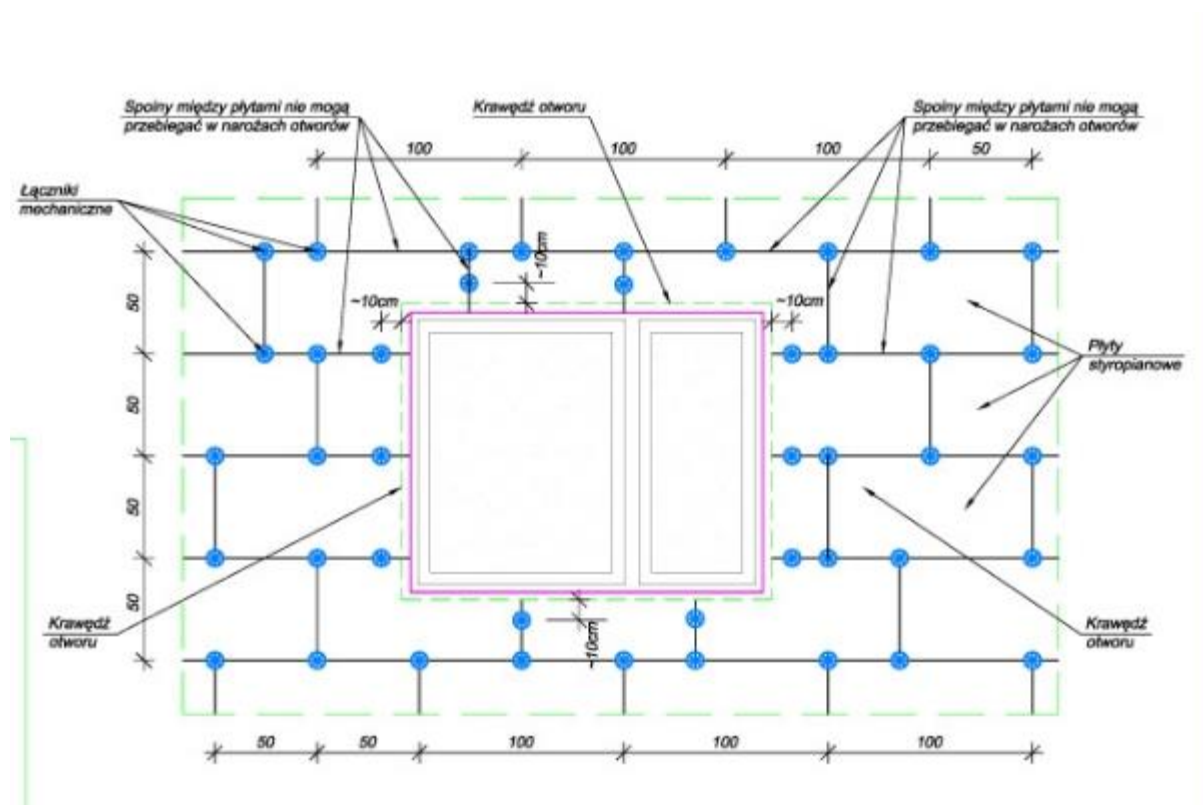 Spoiny między płytami nie mogą
przebiegać w narożach otworów
Krawędź otworu
Spoiny między płytami nie mogą
przebiegać w narożach otworów
100
100
100
50
Łączniki
mechaniczne
~10cm
~10cm
~10cm
50
50
50
50
Płyty
styropianowe
Krawędź
otworu
Krawędź
otworu
~10cm
50
50
100
100
100